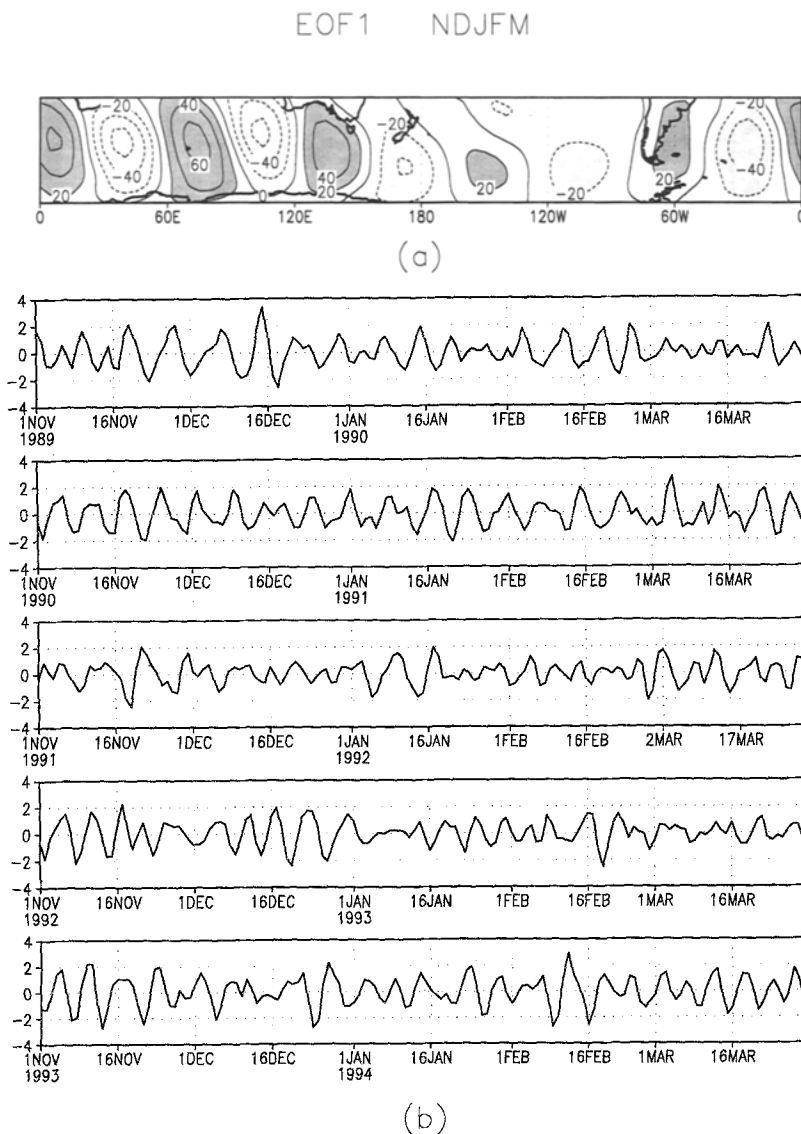 EOF1 NDJFM
-20 40 -20 40 -20 -20
60 -40 -40 -40
20 0 40 20 20 -20 20
0 60E 120E 180 120W 60W 0
(a)
4
2
0
-2
-4
1NOV 16NOV 1DEC 16DEC 1JAN 16JAN 1FEB 16FEB 1MAR 16MAR
1989 1990
4
2
0
-2
-4
1NOV 16NOV 1DEC 16DEC 1JAN 16JAN 1FEB 16FEB 1MAR 16MAR
1990 1991
4
2
0
-2
-4
1NOV 16NOV 1DEC 16DEC 1JAN 16JAN 1FEB 16FEB 2MAR 17MAR
1991 1992
4
2
0
-2
-4
1NOV 16NOV 1DEC 16DEC 1JAN 16JAN 1FEB 16FEB 1MAR 16MAR
1992 1993
4
2
0
-2
-4
1NOV 16NOV 1DEC 16DEC 1JAN 16JAN 1FEB 16FEB 1MAR 16MAR
1993 1994
(b)